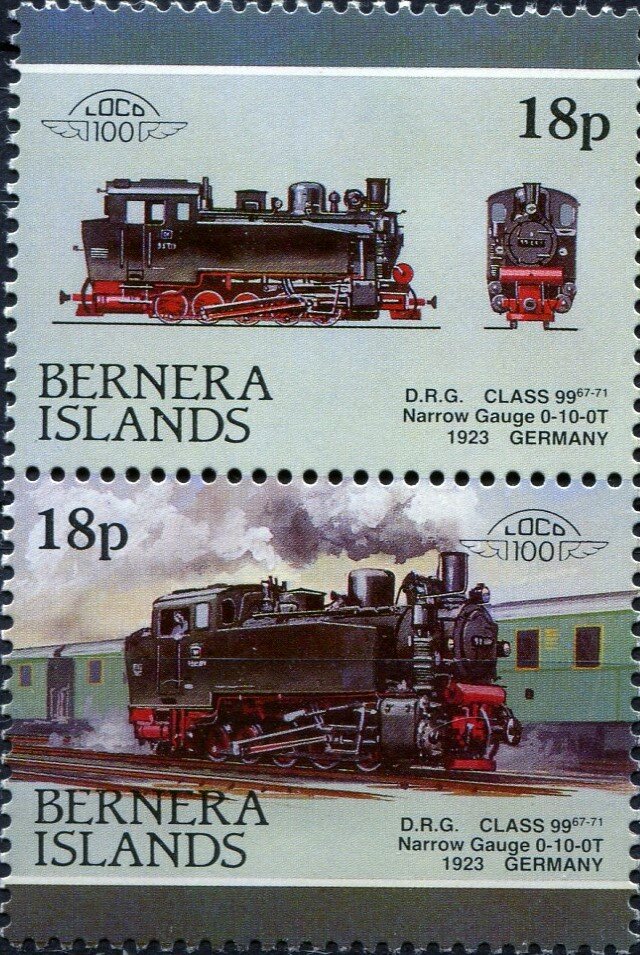 LOCO
100
18p
BERNERA
ISLANDS
D.R.G. CLASS 99⁶⁷⁻⁷¹
Narrow Gauge 0-10-0T
1923 GERMANY
18p
LOCO
100
BERNERA
ISLANDS
D.R.G. CLASS 99⁶⁷⁻⁷¹
Narrow Gauge 0-10-0T
1923 GERMANY